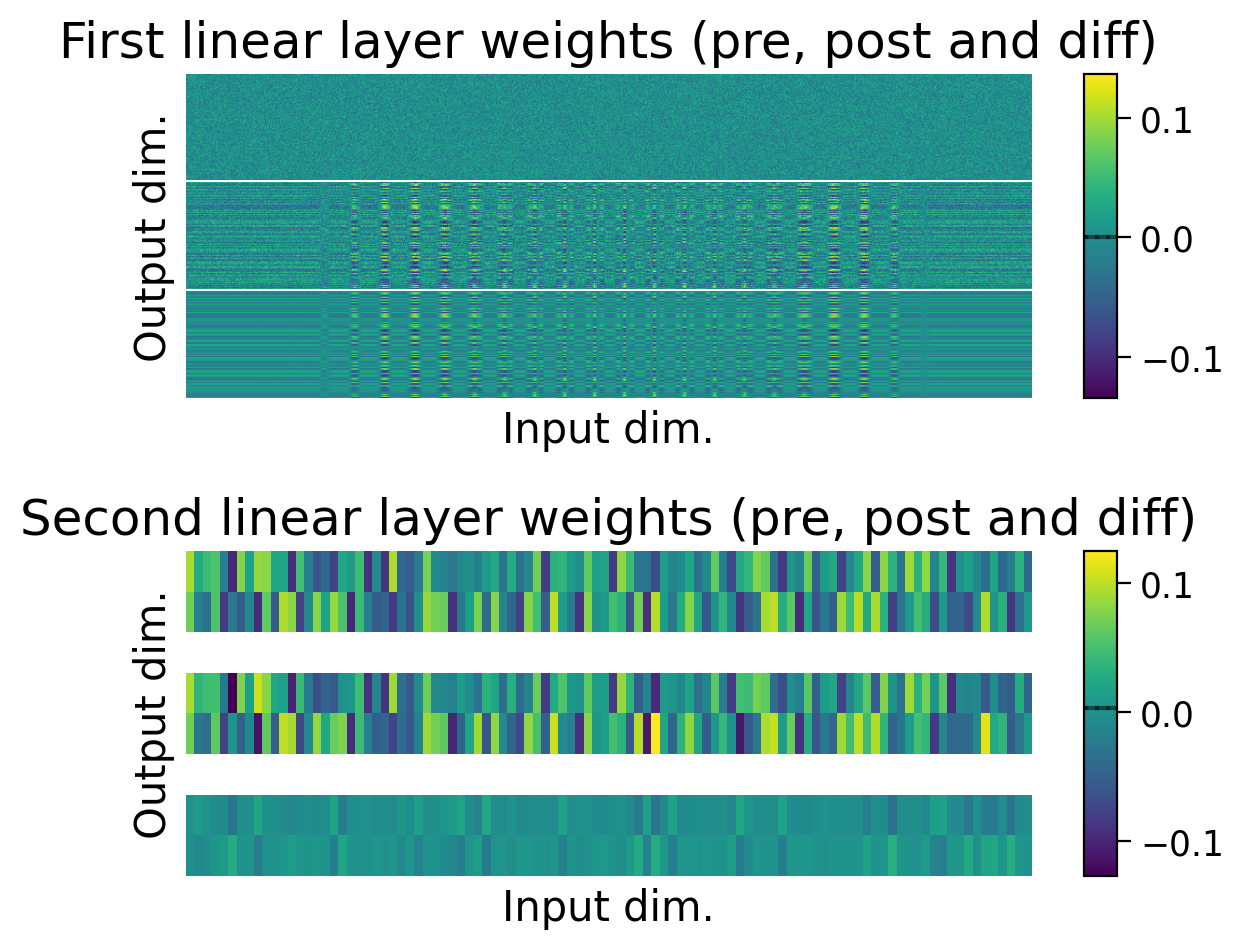 First linear layer weights (pre, post and diff)
Output dim.
0.1
0.0
−0.1
Input dim.
Second linear layer weights (pre, post and diff)
Output dim.
0.1
0.0
−0.1
Input dim.